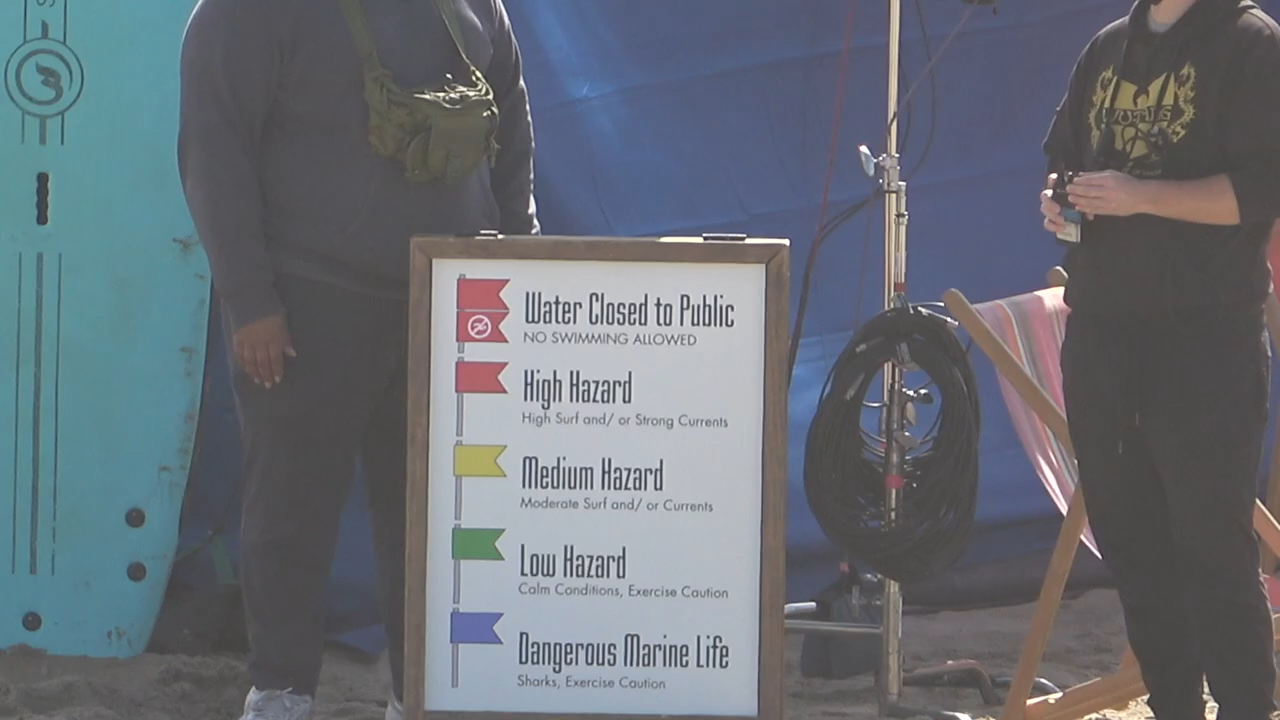 Water Closed to Public
NO SWIMMING ALLOWED
High Hazard
High Surf and/ or Strong Currents
Medium Hazard
Moderate Surf and/ or Currents
Low Hazard
Calm Conditions, Exercise Caution
Dangerous Marine Life
Sharks, Exercise Caution